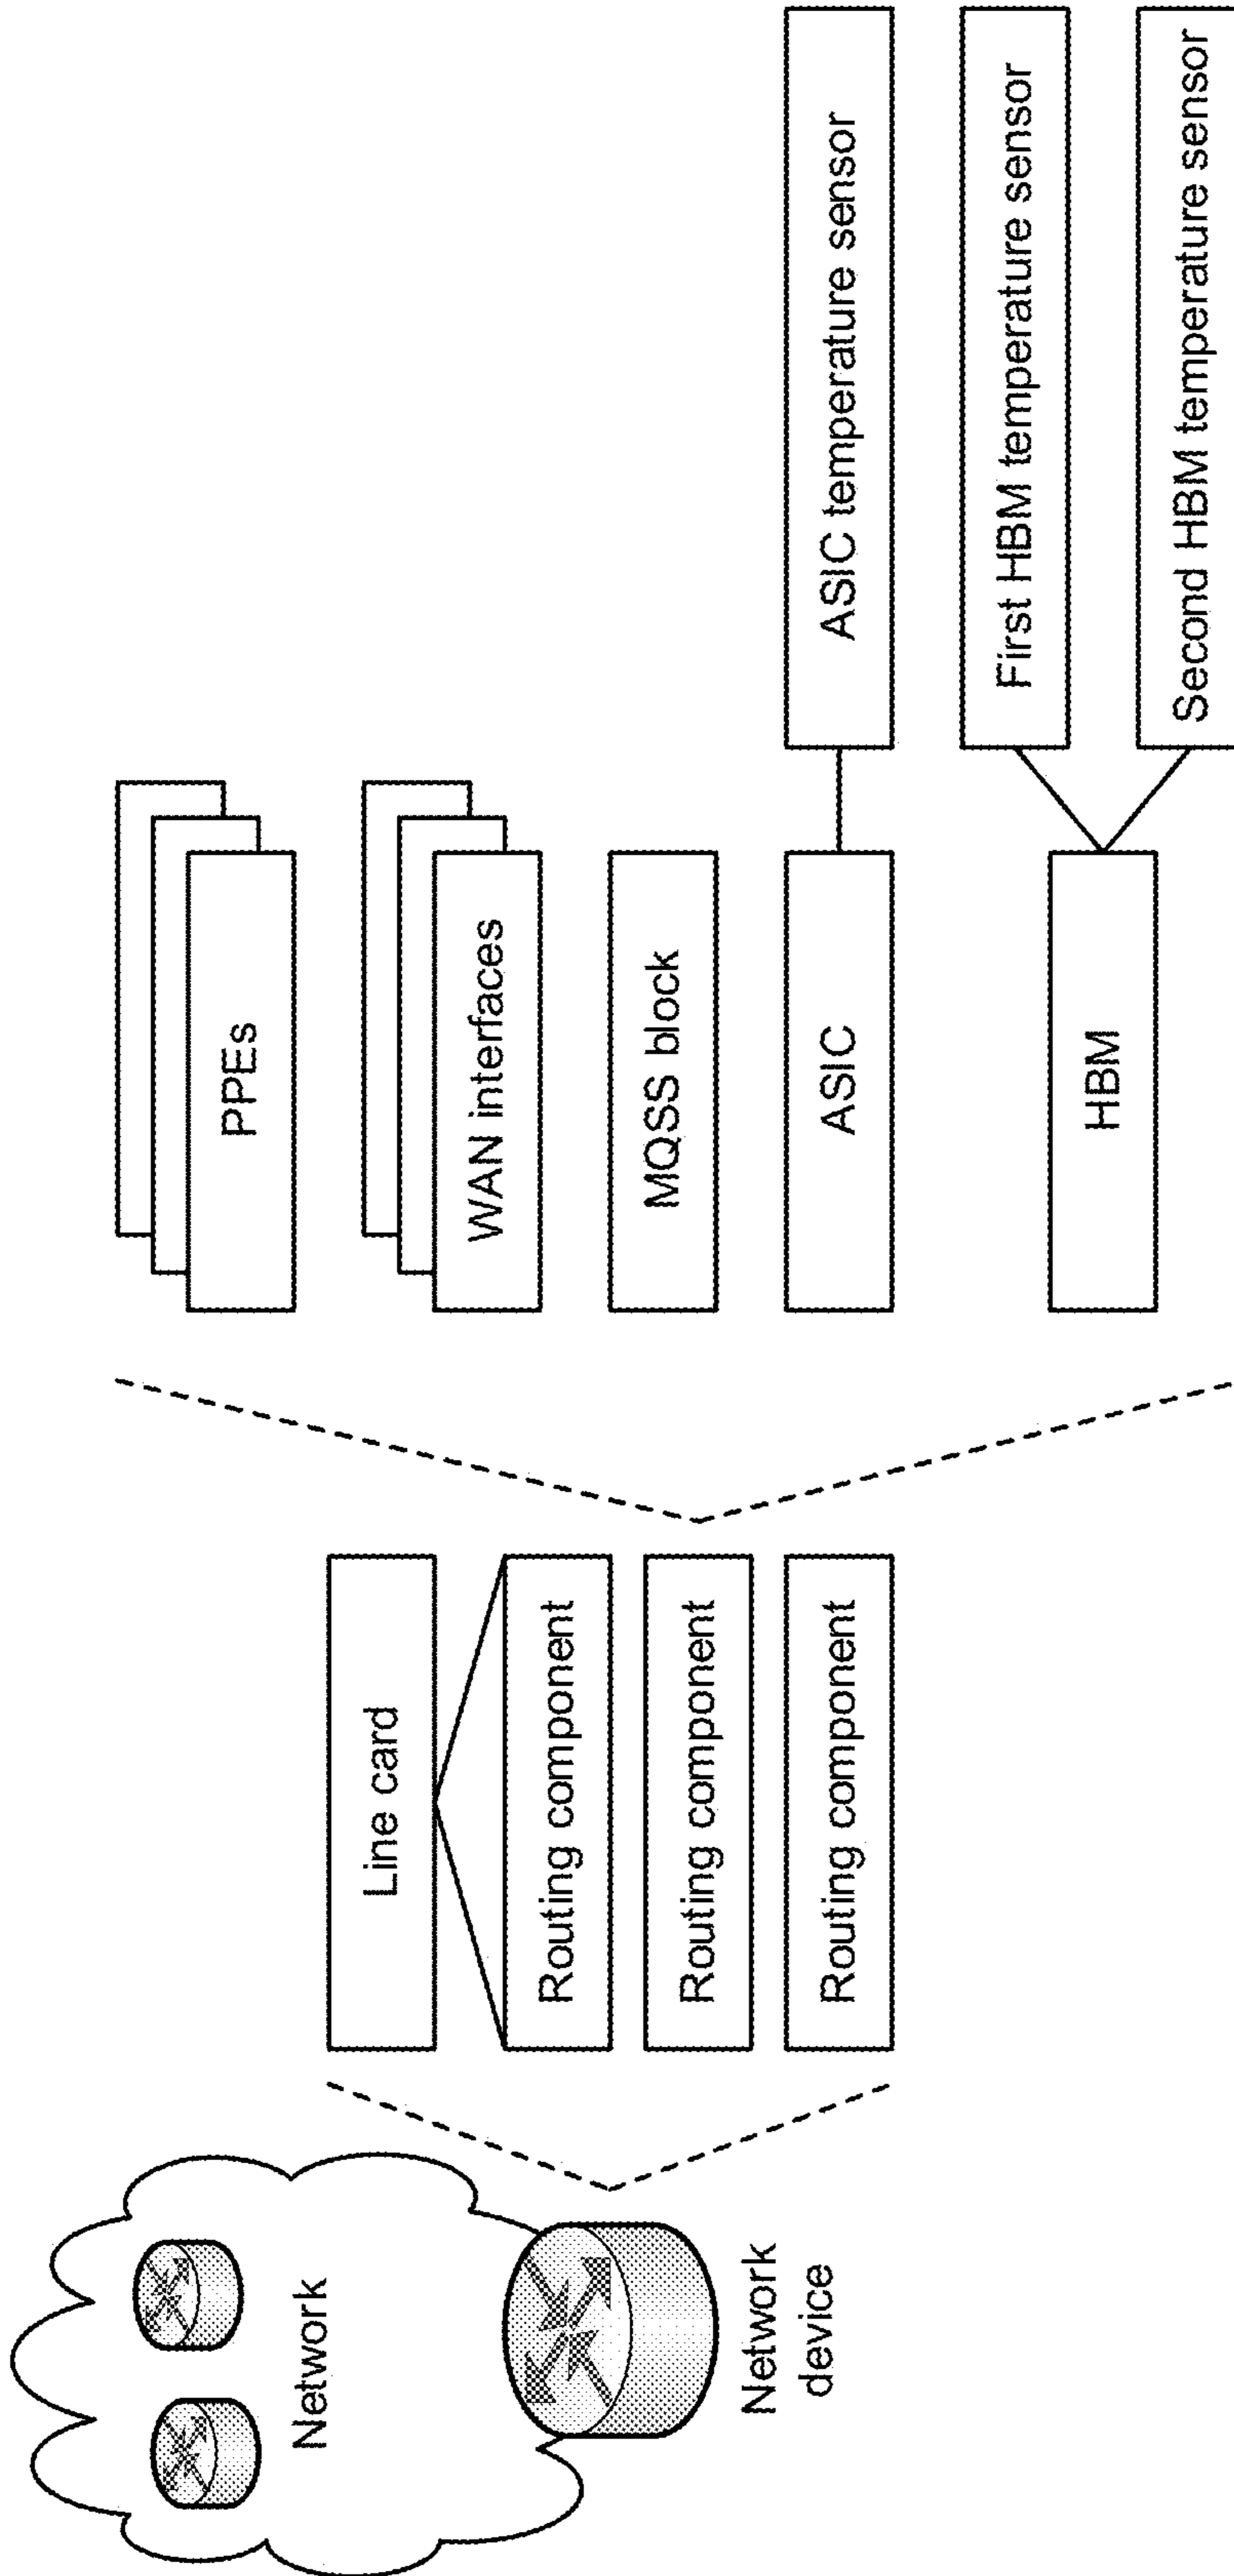 Network
Network
device
Line card
Routing component
Routing component
Routing component
PPEs
WAN interfaces
MQSS block
ASIC
HBM
ASIC temperature sensor
First HBM temperature sensor
Second HBM temperature sensor